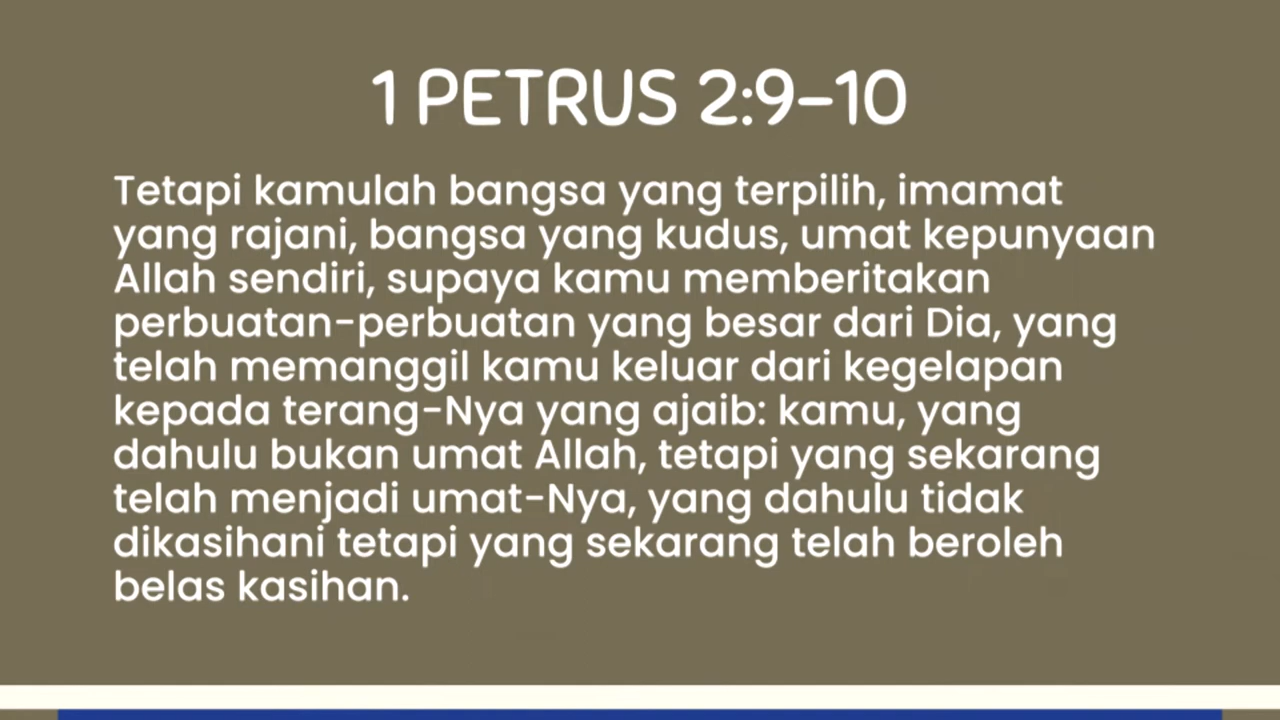 1 PETRUS 2:9–10
Tetapi kamulah bangsa yang terpilih, imamat
yang rajani, bangsa yang kudus, umat kepunyaan
Allah sendiri, supaya kamu memberitakan
perbuatan-perbuatan yang besar dari Dia, yang
telah memanggil kamu keluar dari kegelapan
kepada terang-Nya yang ajaib: kamu, yang
dahulu bukan umat Allah, tetapi yang sekarang
telah menjadi umat-Nya, yang dahulu tidak
dikasihani tetapi yang sekarang telah beroleh
belas kasihan.